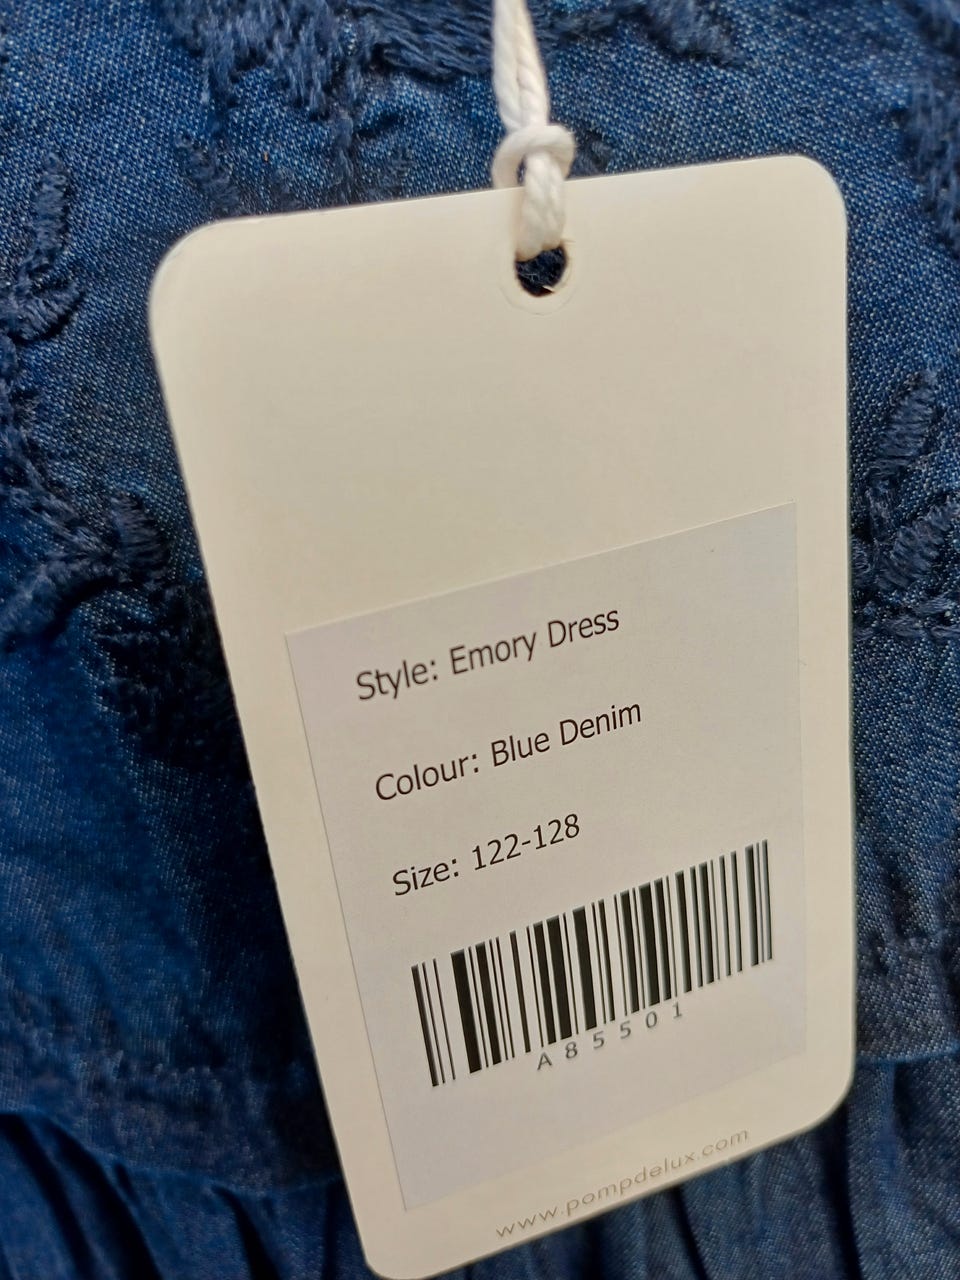 Style: Emory Dress
Colour: Blue Denim
Size: 122-128
A85501
www.pompdelux.com